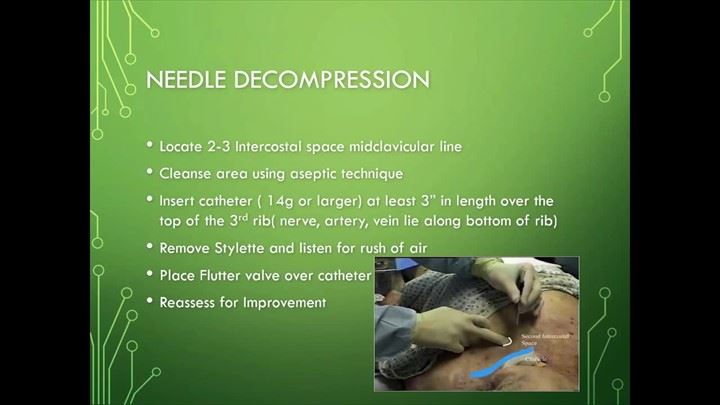 NEEDLE DECOMPRESSION
• Locate 2-3 Intercostal space midclavicular line
• Cleanse area using aseptic technique
• Insert catheter ( 14g or larger) at least 3” in length over the
top of the 3rd rib( nerve, artery, vein lie along bottom of rib)
• Remove Stylette and listen for rush of air
• Place Flutter valve over catheter
• Reassess for Improvement
Second Intercostal
Space